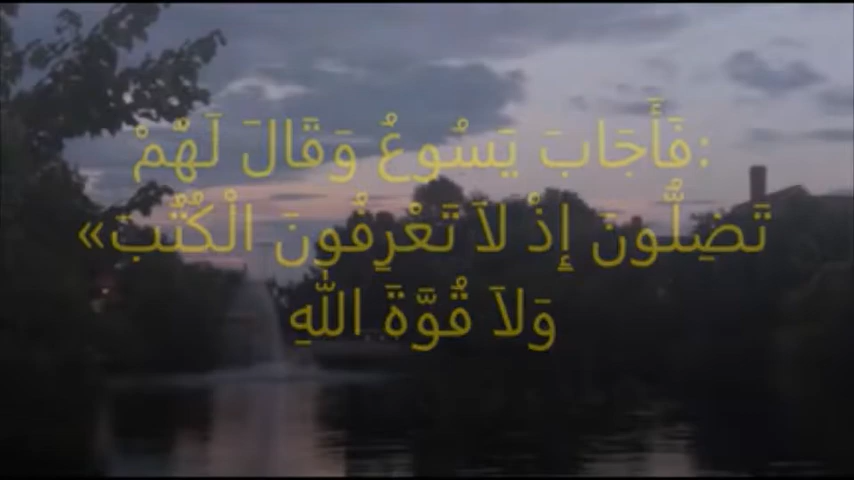 :فَأَجَابَ يَسُوعُ وَقَالَ لَهُمْ
تَضِلُّونَ إِذْ لاَ تَعْرِفُونَ الْكُتُبَ»
وَلاَ قُوَّةَ اللهِ